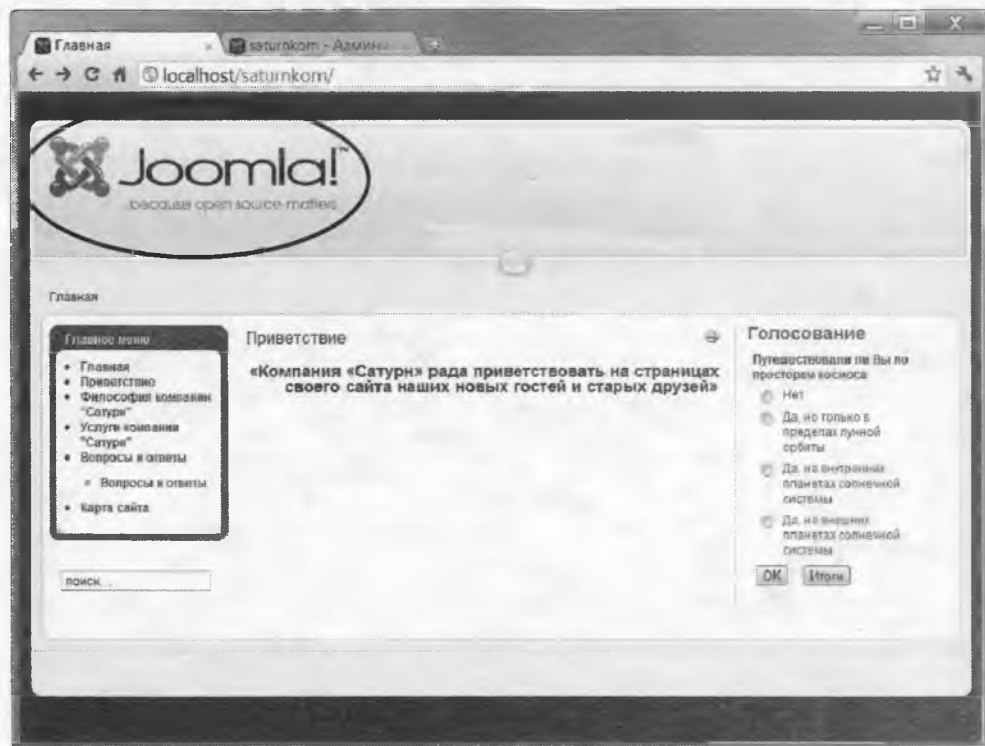 Главная
saturnkom - Админи
localhost/saturnkom/
Joomla!™
because open source matters
Главная
Главное меню
Главная
Приветствие
Философия компании
"Сатурн"
Услуги компании
"Сатурн"
Вопросы и ответы
Вопросы и ответы
Карта сайта
поиск...
Приветствие
«Компания «Сатурн» рада приветствовать на страницах
своего сайта наших новых гостей и старых друзей»
Голосование
Путешествовали ли Вы по
просторам космоса
Нет
Да, но только в
пределах лунной
орбиты
Да, на внутренних
планетах солнечной
системы
Да, на внешних
планетах солнечной
системы
OK
Итоги